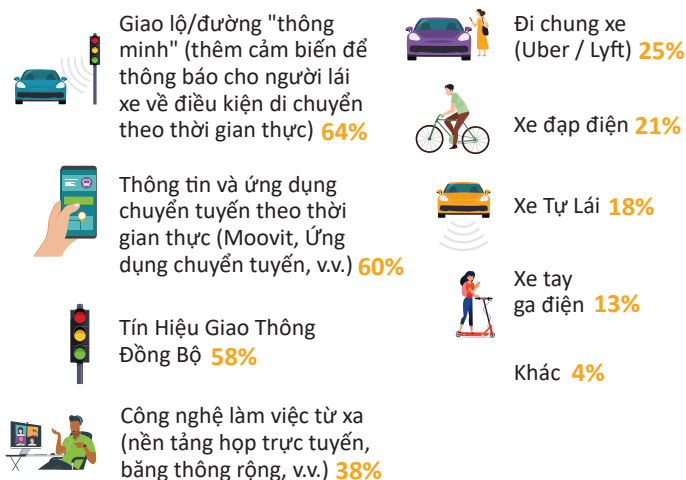 Giao lộ/đường "thông
minh" (thêm cảm biến để
thông báo cho người lái
xe về điều kiện di chuyển
theo thời gian thực) 64%
Thông tin và ứng dụng
chuyển tuyến theo thời
gian thực (Moovit, Ứng
dụng chuyển tuyến, v.v.) 60%
Tín Hiệu Giao Thông
Đồng Bộ 58%
Công nghệ làm việc từ xa
(nền tảng họp trực tuyến,
băng thông rộng, v.v.) 38%
Đi chung xe
(Uber / Lyft) 25%
Xe đạp điện 21%
Xe Tự Lái 18%
Xe tay
ga điện 13%
Khác 4%